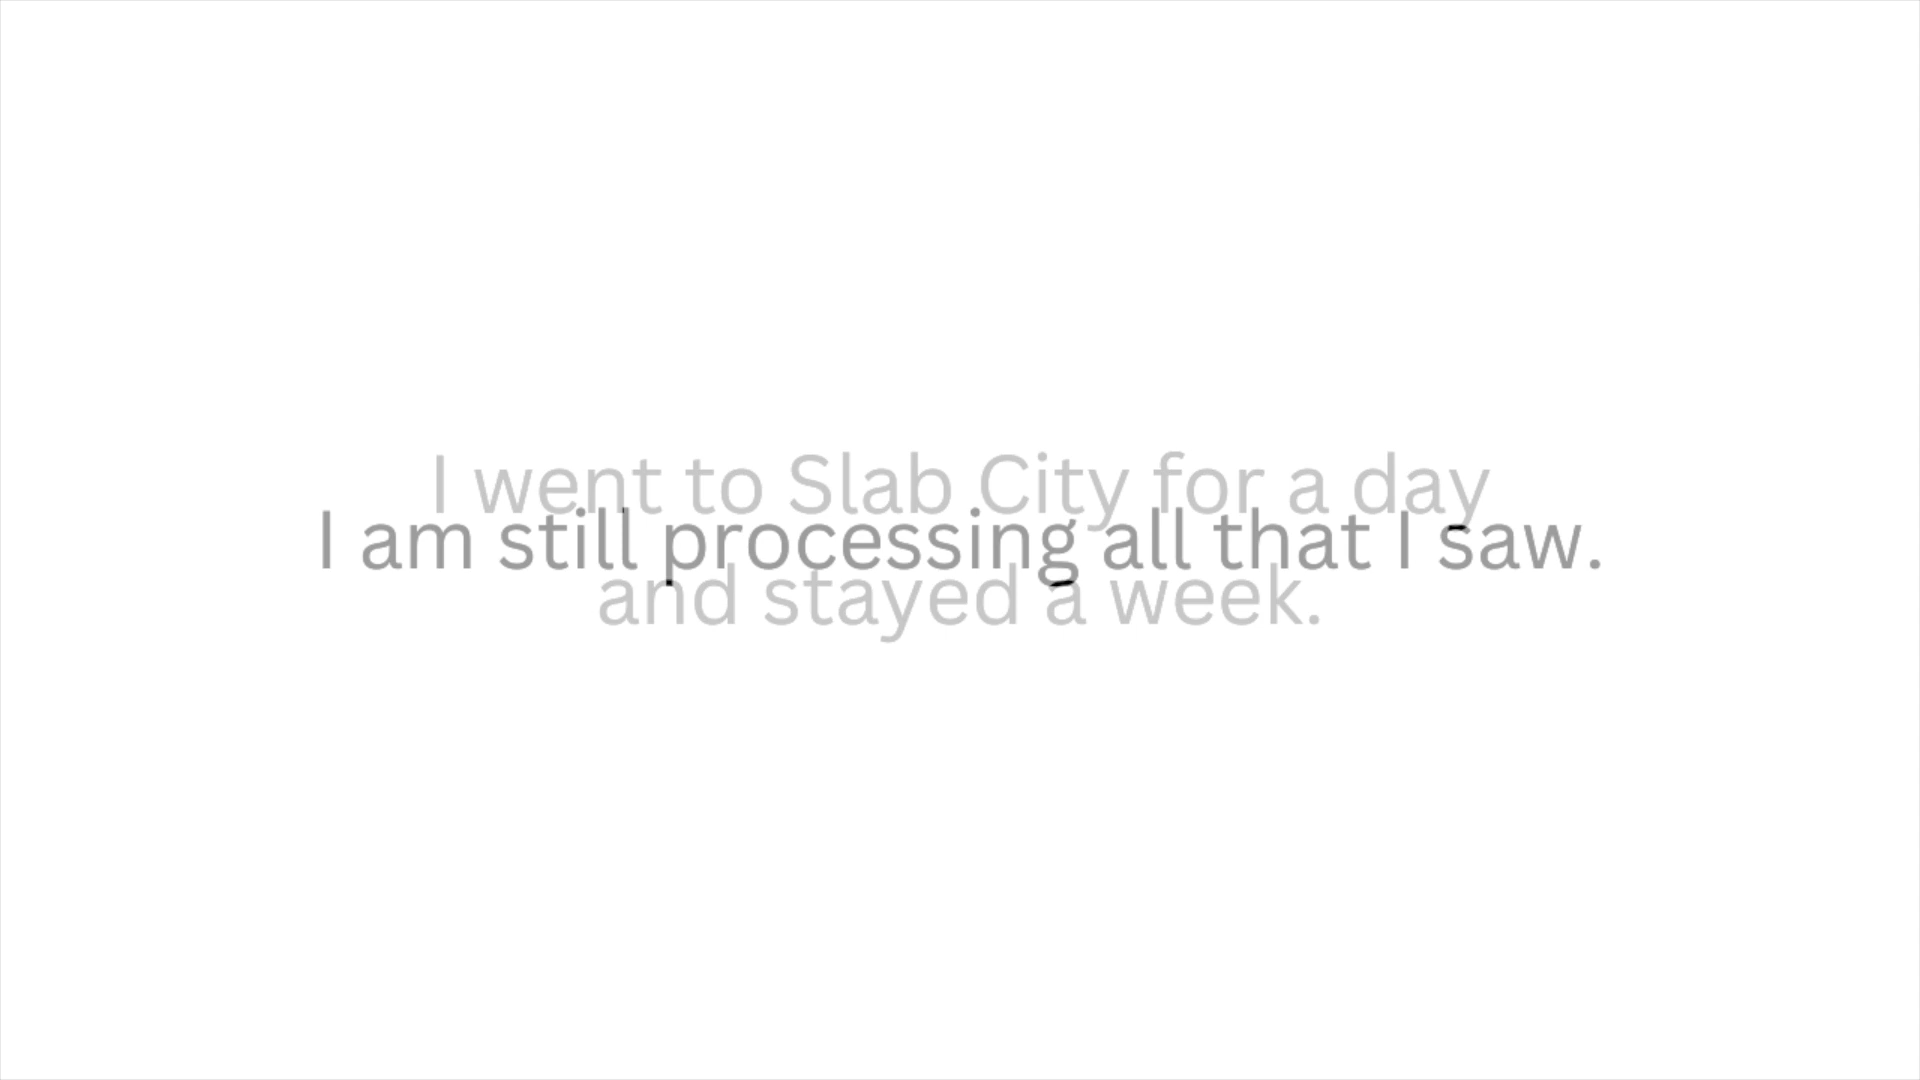 I went to Slab City for a day
I am still processing all that I saw.
and stayed a week.